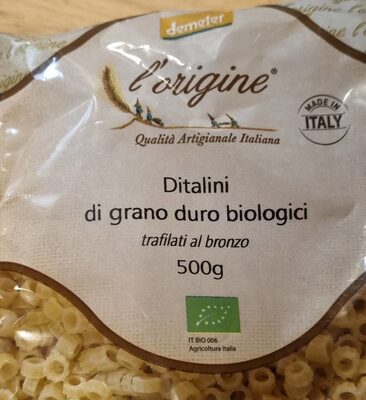 demeter
l'origine®
Qualità Artigianale Italiana
MADE IN
ITALY
Ditalini
di grano duro biologici
trafilati al bronzo
500g
IT BIO 006
Agricoltura Italia